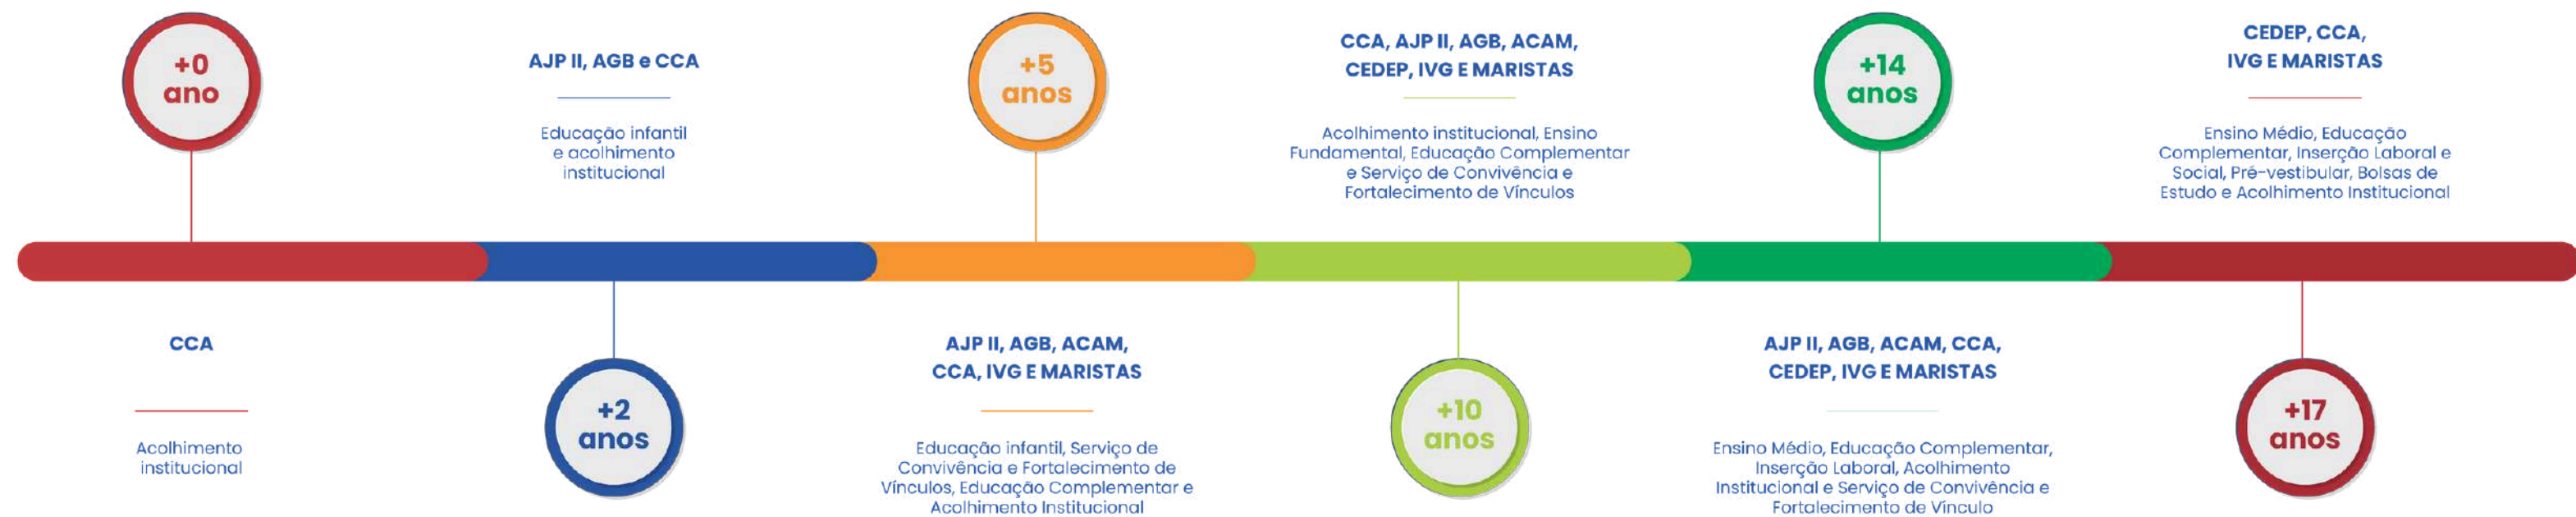 +0
ano
CCA
Acolhimento
institucional
AJP II, AGB e CCA
Educação infantil
e acolhimento
institucional
+2
anos
+5
anos
AJP II, AGB, ACAM,
CCA, IVG E MARISTAS
Educação infantil, Serviço de
Convivência e Fortalecimento de
Vínculos, Educação Complementar e
Acolhimento Institucional
CCA, AJP II, AGB, ACAM,
CEDEP, IVG E MARISTAS
Acolhimento institucional, Ensino
Fundamental, Educação Complementar
e Serviço de Convivência e
Fortalecimento de Vínculos
+10
anos
+14
anos
AJP II, AGB, ACAM, CCA,
CEDEP, IVG E MARISTAS
Ensino Médio, Educação Complementar,
Inserção Laboral, Acolhimento
Institucional e Serviço de Convivência e
Fortalecimento de Vínculo
CEDEP, CCA,
IVG E MARISTAS
Ensino Médio, Educação
Complementar, Inserção Laboral e
Social, Pré-vestibular, Bolsas de
Estudo e Acolhimento Institucional
+17
anos